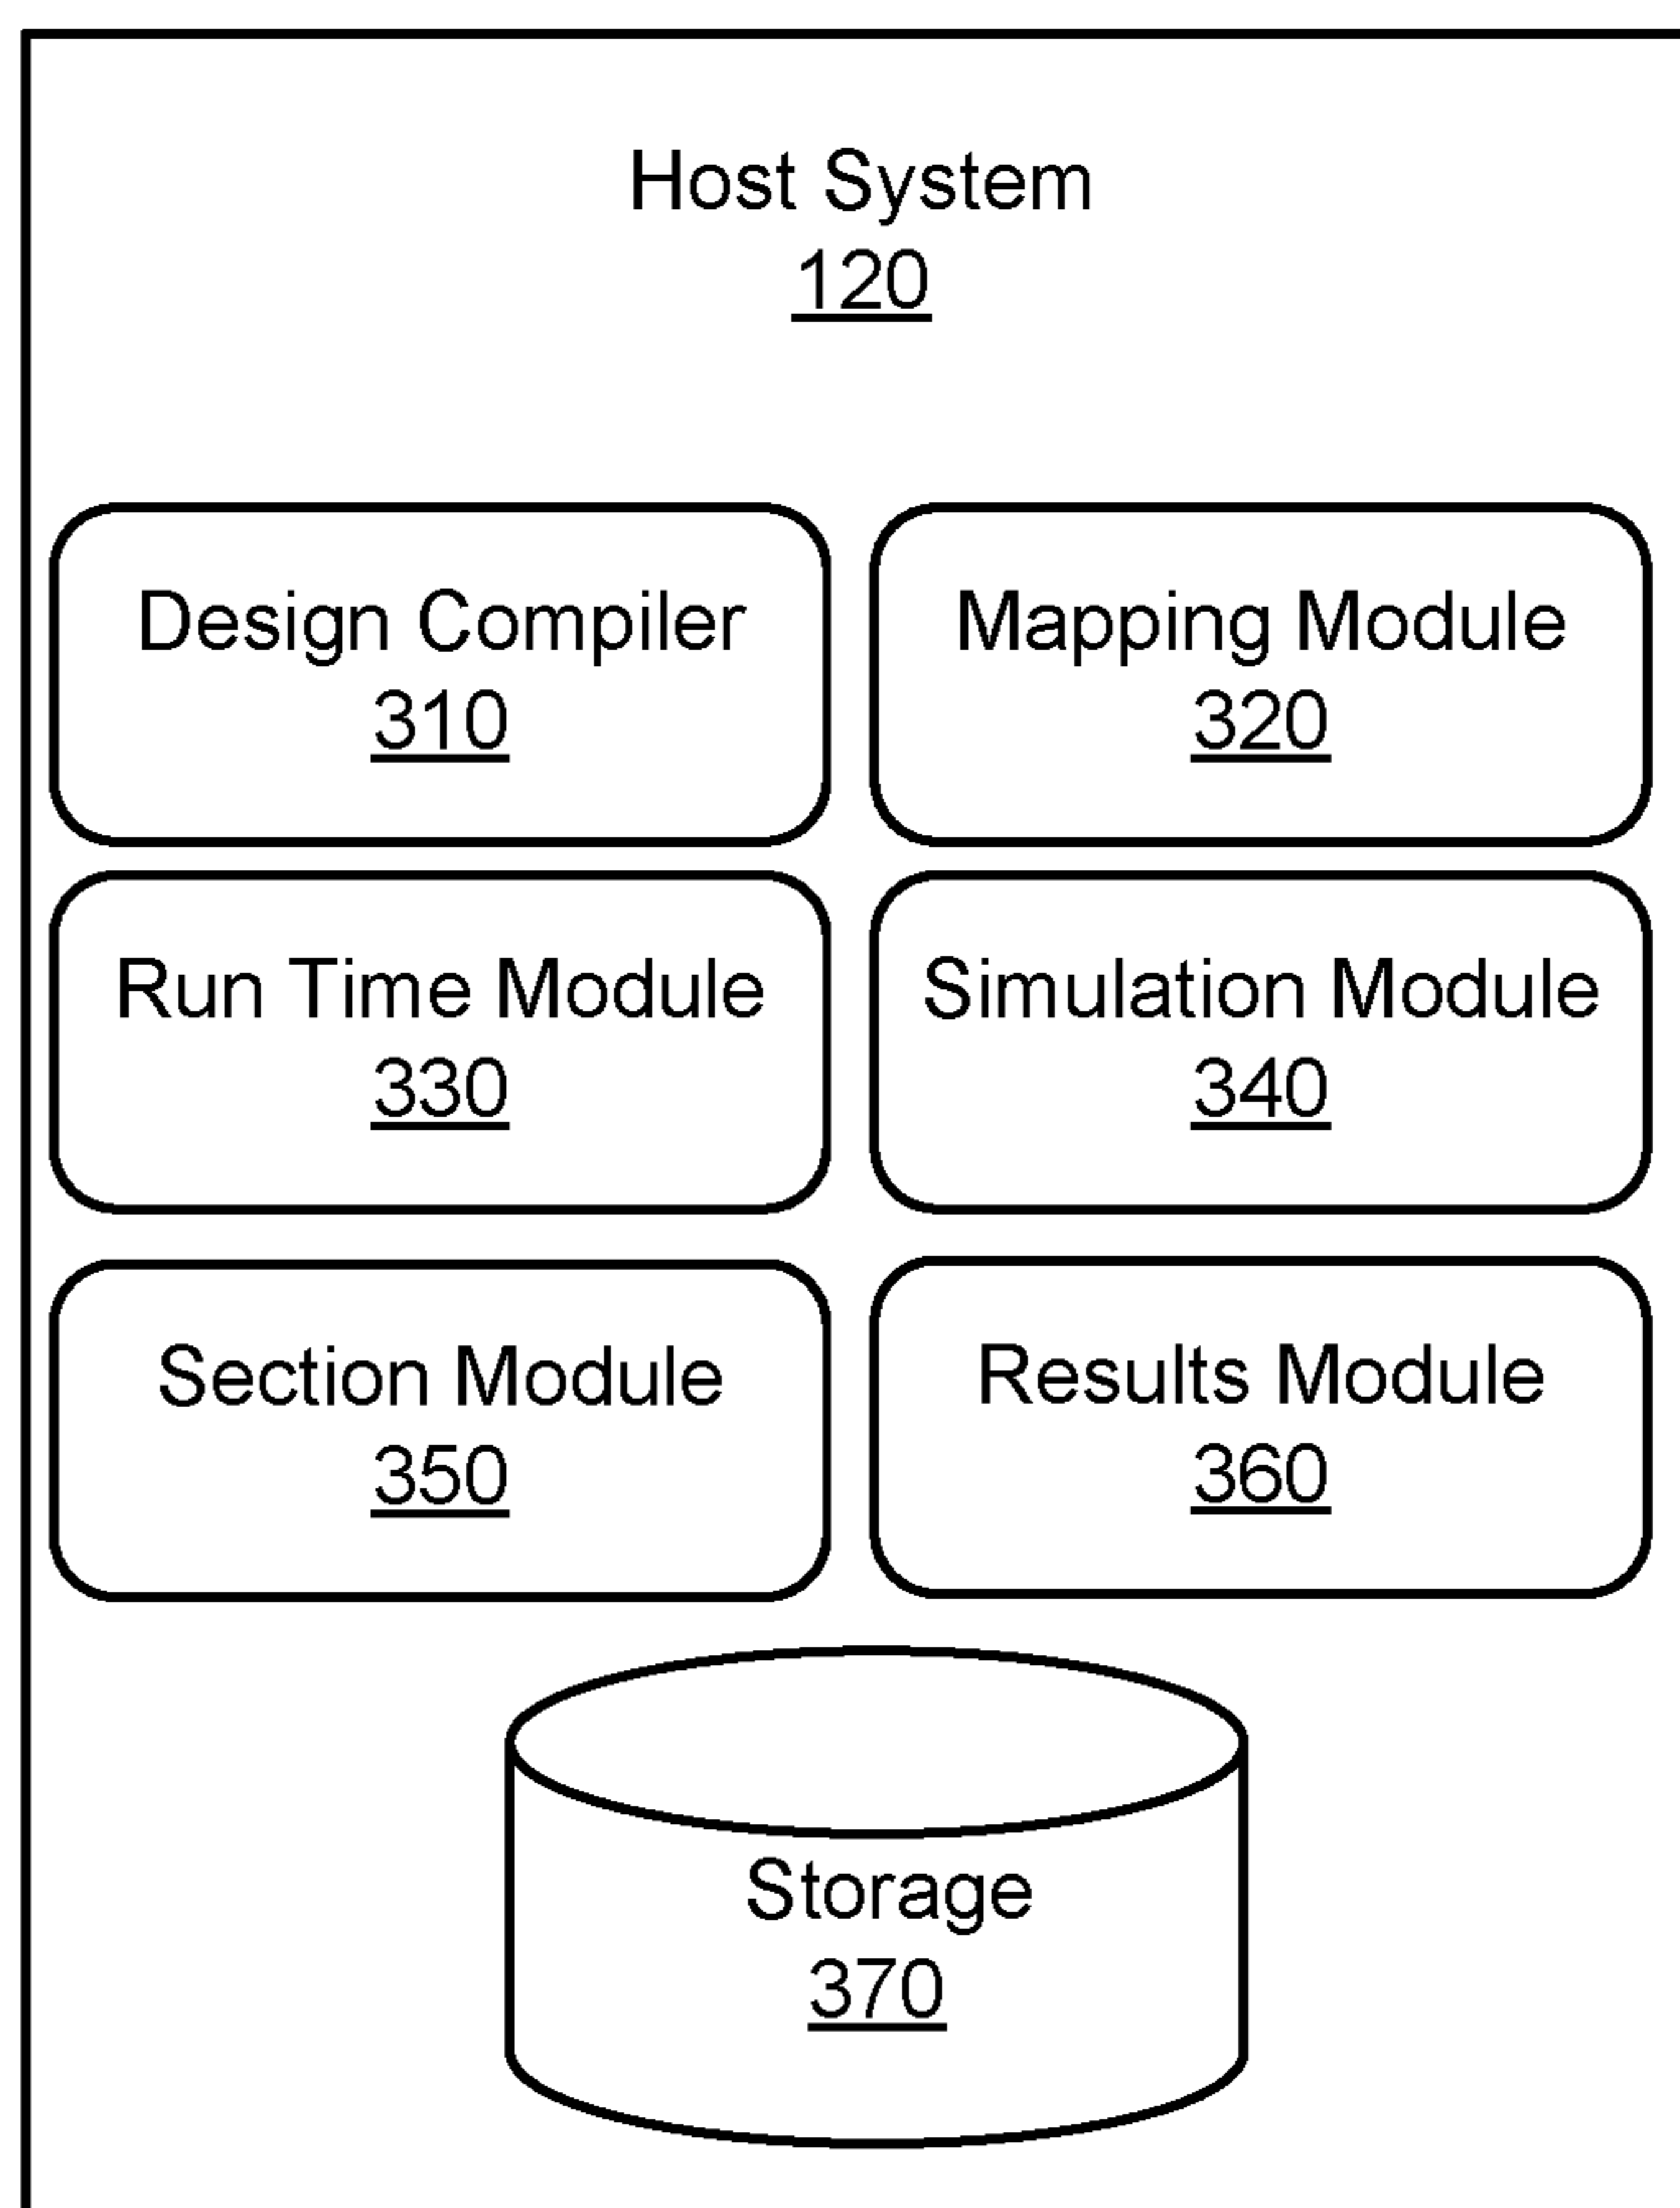 Host System
120
Design Compiler
310
Mapping Module
320
Run Time Module
330
Simulation Module
340
Section Module
350
Results Module
360
Storage
370